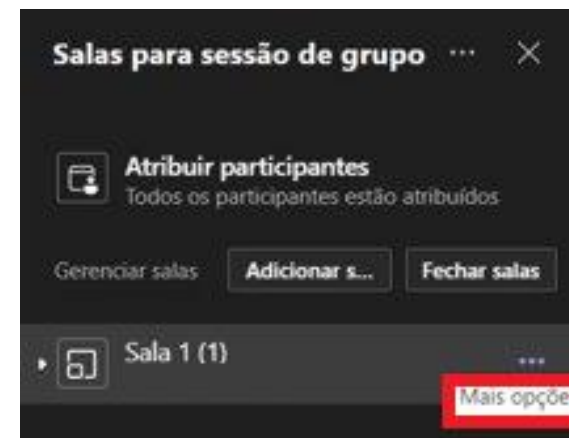 Salas para sessão de grupo ...
Atribuir participantes
Todos os participantes estão atribuídos
Gerenciar salas Adicionar s... Fechar salas
Sala 1 (1) ...
Mais opçõe